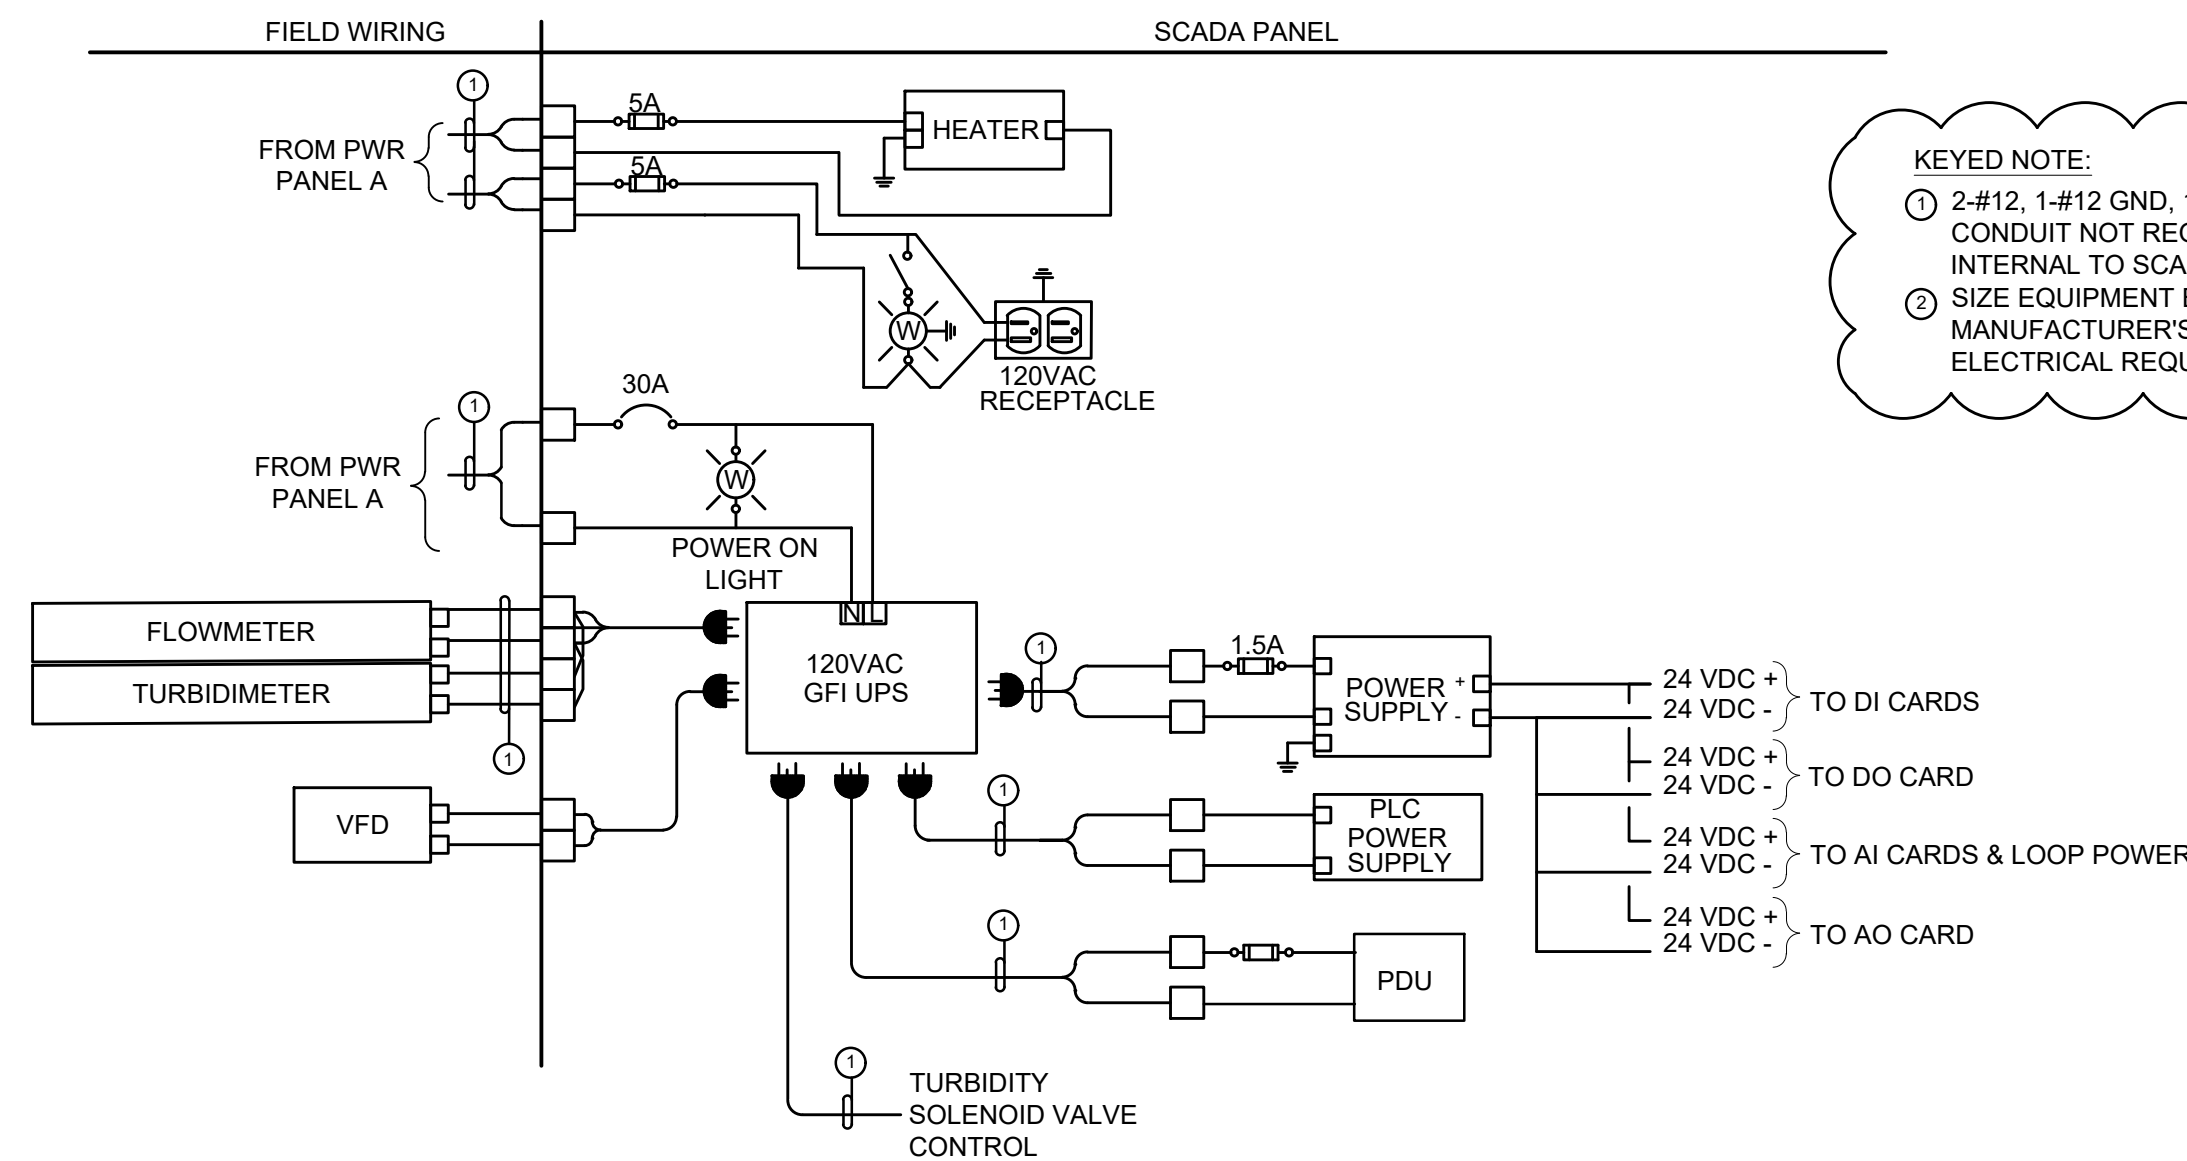 FIELD WIRING
SCADA PANEL
1
FROM PWR
PANEL A
5A
5A
HEATER
W
120VAC
RECEPTACLE
KEYED NOTE:
1 2-#12, 1-#12 GND,
CONDUIT NOT
INTERNAL TO
2 SIZE EQUIPMENT
MANUFACTURER'S
ELECTRICAL
1
FROM PWR
PANEL A
30A
W
POWER ON
LIGHT
FLOWMETER
TURBIDIMETER
1
VFD
N L
120VAC
GFI UPS
1
1.5A
POWER +
SUPPLY -
24 VDC +
24 VDC -
TO DI CARDS
24 VDC +
24 VDC -
TO DO CARD
24 VDC +
24 VDC -
TO AI CARDS & LOOP POWER
24 VDC +
24 VDC -
TO AO CARD
1
PLC
POWER
SUPPLY
1
PDU
1
TURBIDITY
SOLENOID VALVE
CONTROL